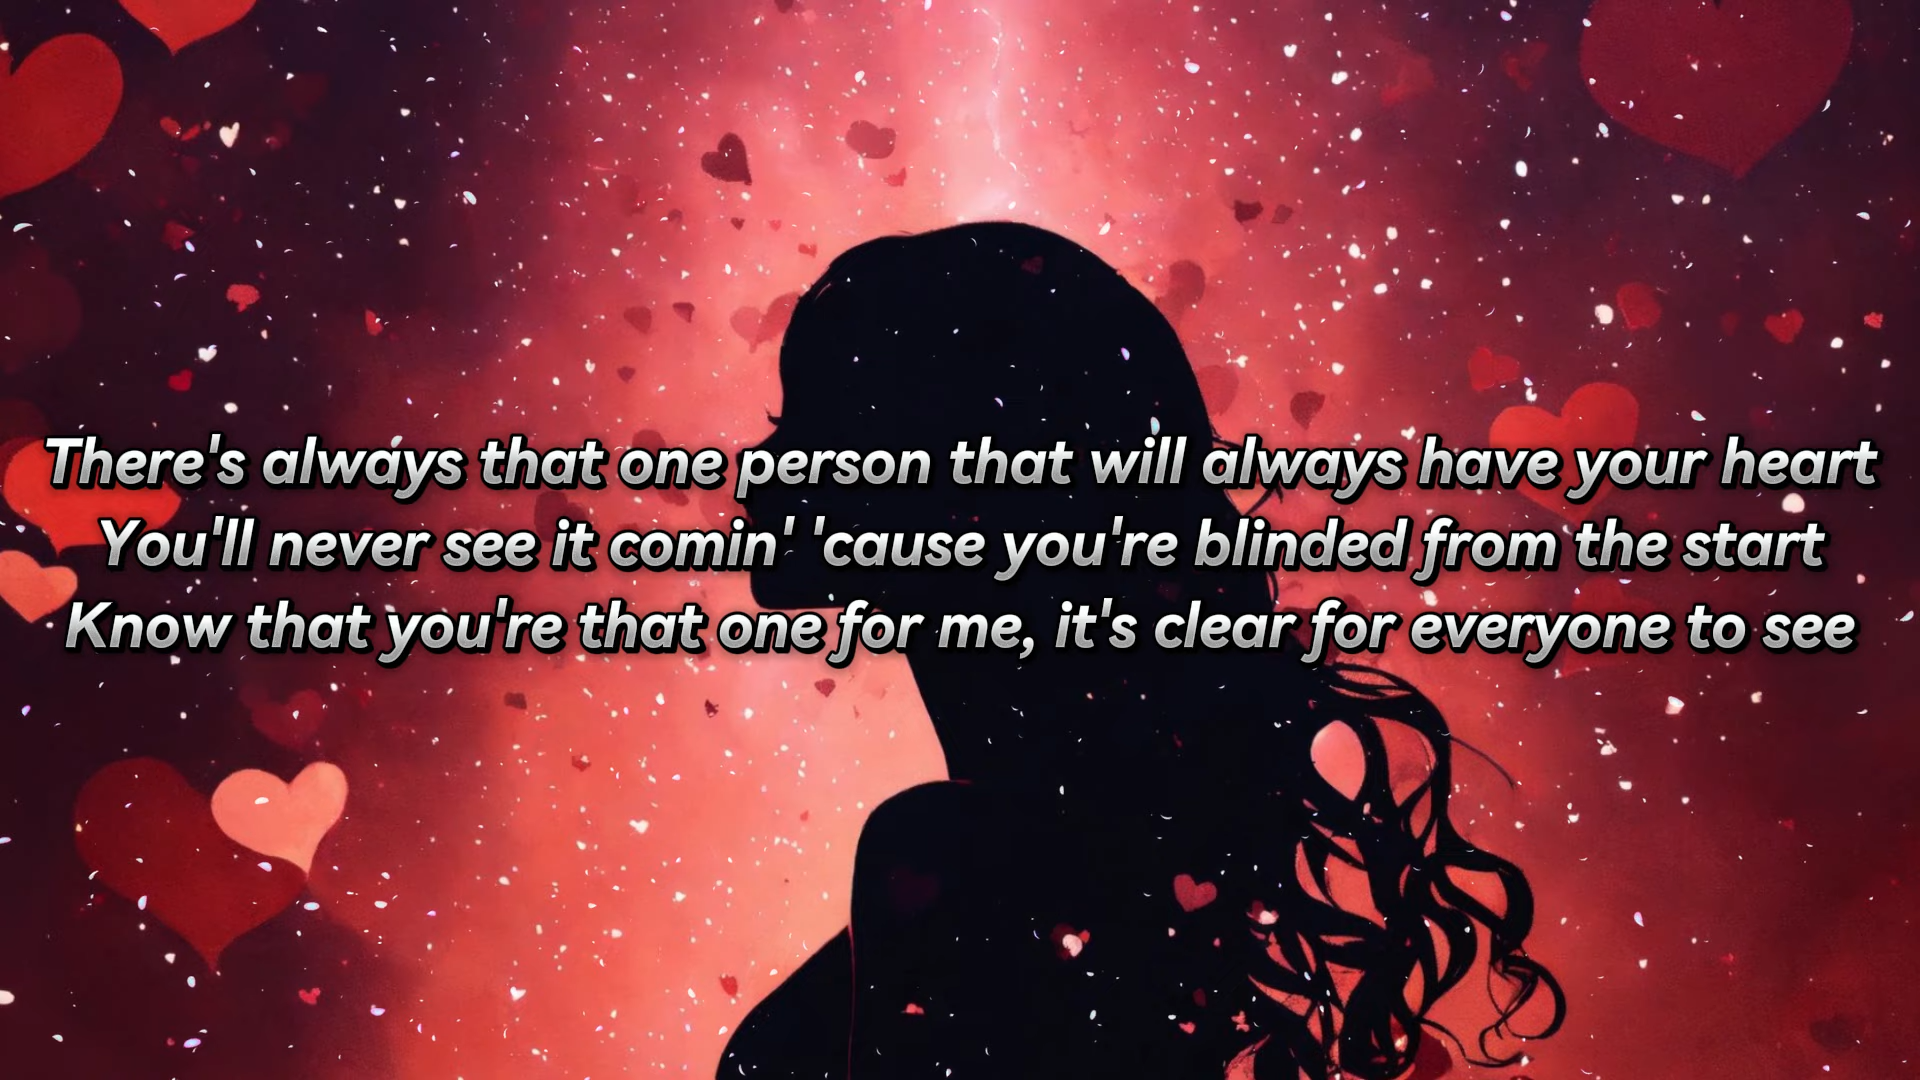 There's always that one person that will always have your heart
You'll never see it comin' 'cause you're blinded from the start
Know that you're that one for me, it's clear for everyone to see